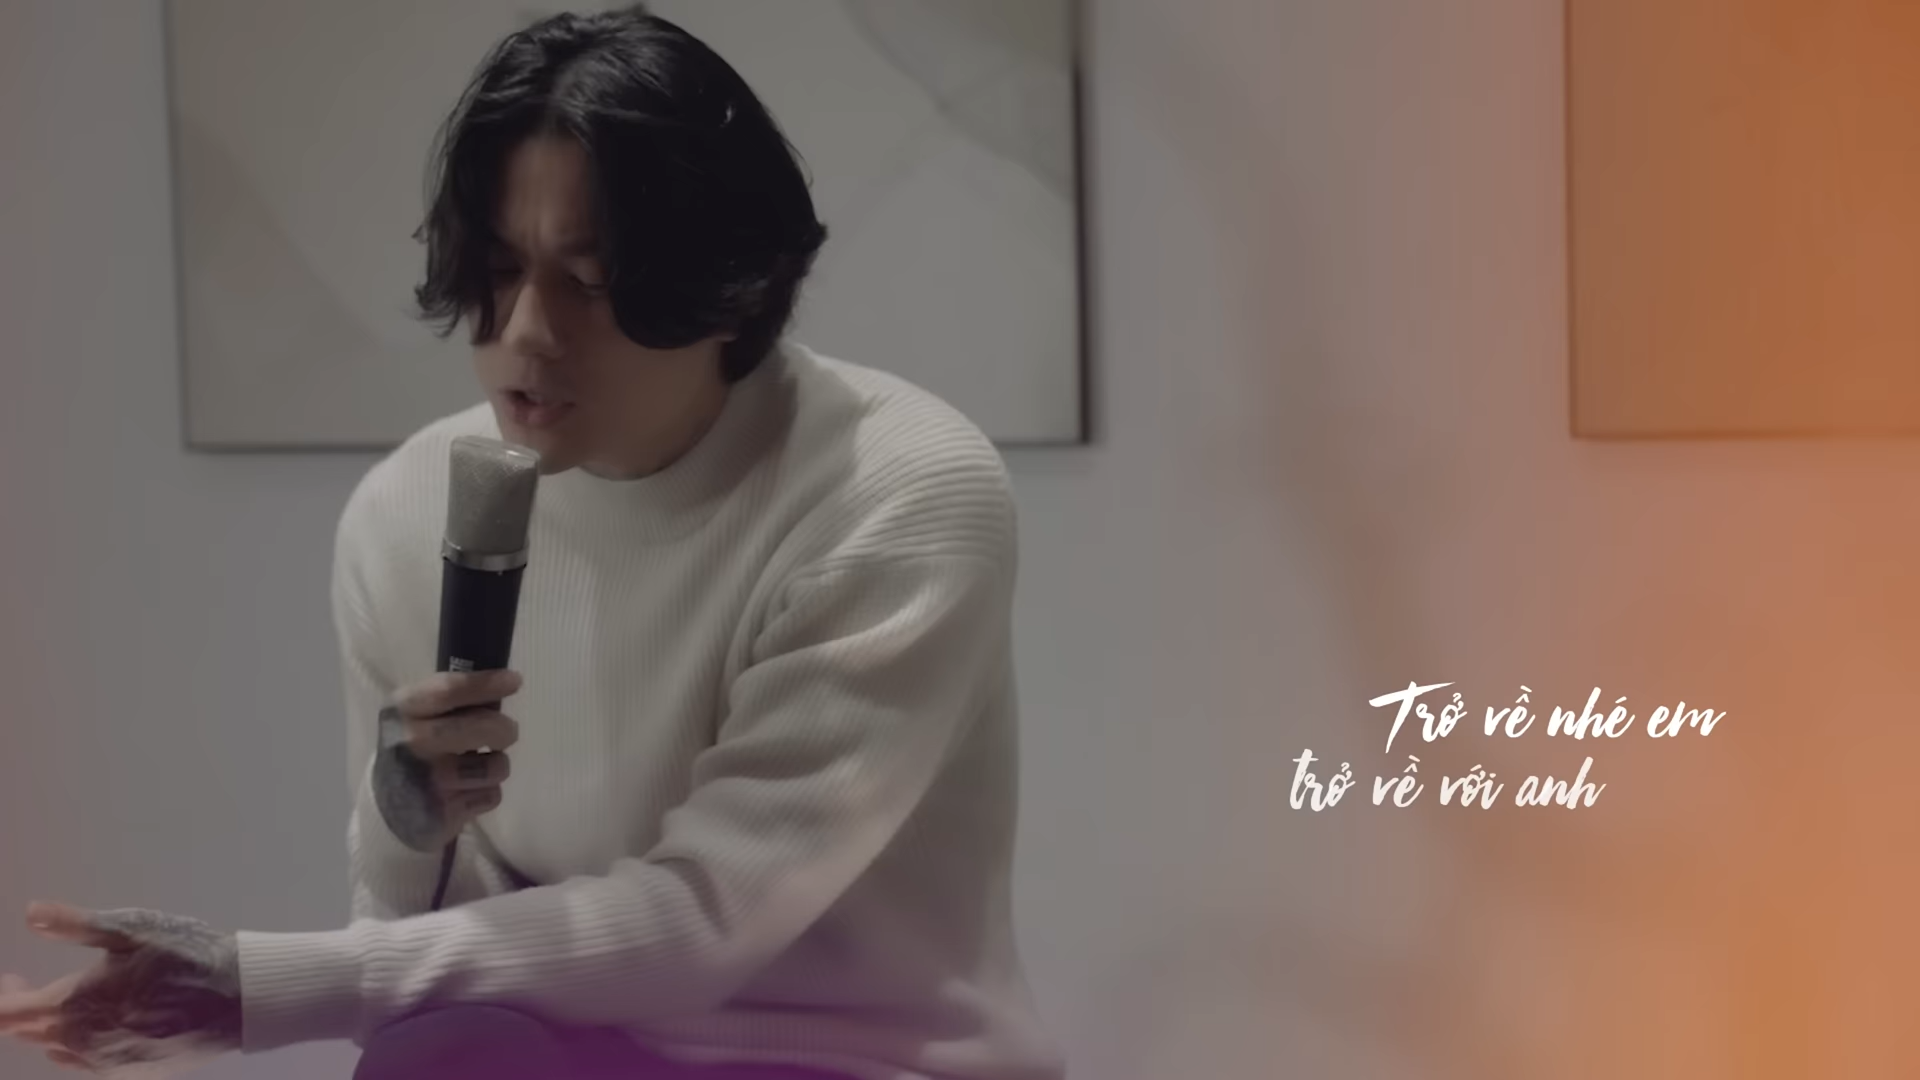 Trở về nhé em
trở về với anh